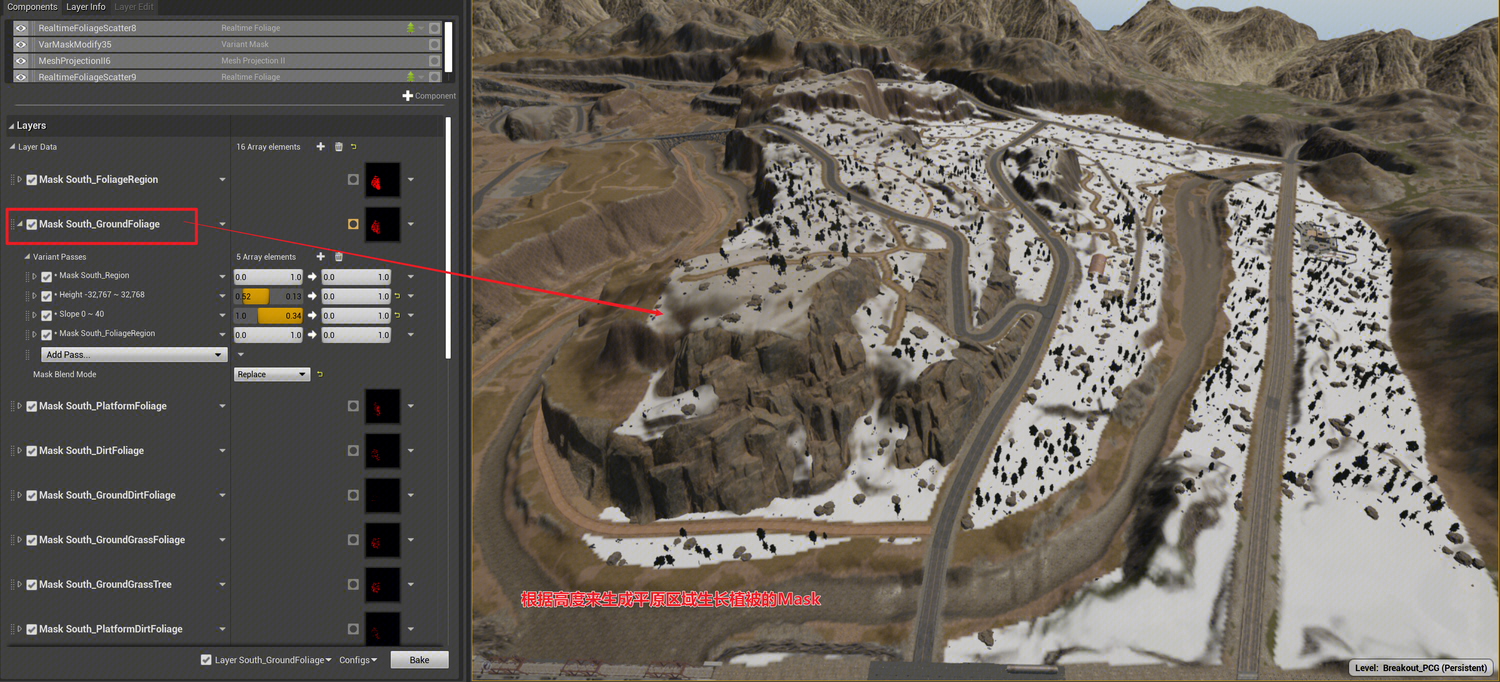 Components Layer Info Layer Edit
RealtimeFoliageScatter8 Realtime Foliage
VarMaskModify35 Variant Mask
MeshProjectionII6 Mesh Projection II
RealtimeFoliageScatter9 Realtime Foliage
Component
Layers
Layer Data 16 Array elements
Mask South_FoliageRegion
Mask South_GroundFoliage
Variant Passes 5 Array elements
• Mask South_Region 0.0 1.0 0.0 1.0
• Height -32,767 ~ 32,768 0.52 0.13 0.0 1.0
• Slope 0 ~ 40 1.0 0.34 0.0 1.0
• Mask South_FoliageRegion 0.0 1.0 0.0 1.0
Add Pass...
Mask Blend Mode Replace
Mask South_PlatformFoliage
Mask South_DirtFoliage
Mask South_GroundDirtFoliage
Mask South_GroundGrassFoliage
Mask South_GroundGrassTree
Mask South_PlatformDirtFoliage
Layer South_GroundFoliage Configs Bake
根据高度来生成平原区域生长植被的Mask
Level: Breakout_PCG (Persistent)